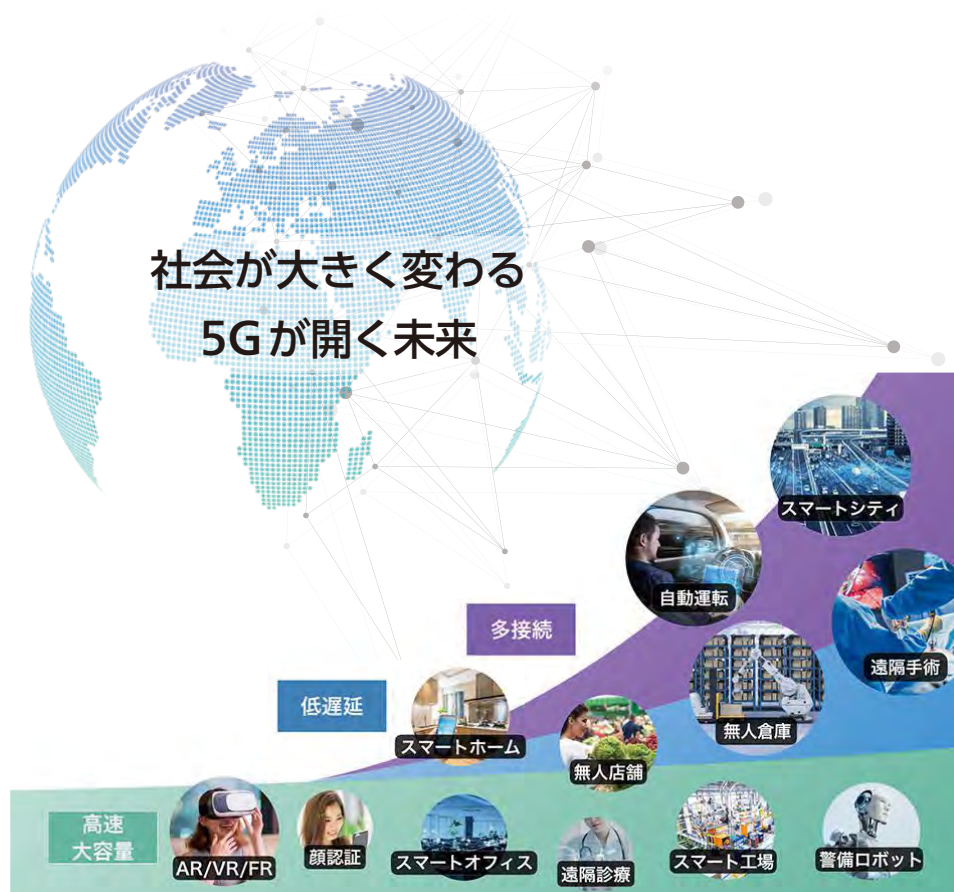 社会が大きく変わる
5Gが開く未来
スマートシティ
自動運転
多接続
遠隔手術
低遅延
無人倉庫
スマートホーム
無人店舗
高速
大容量
AR/VR/FR
顔認証
スマートオフィス
遠隔診療
スマート工場
警備ロボット